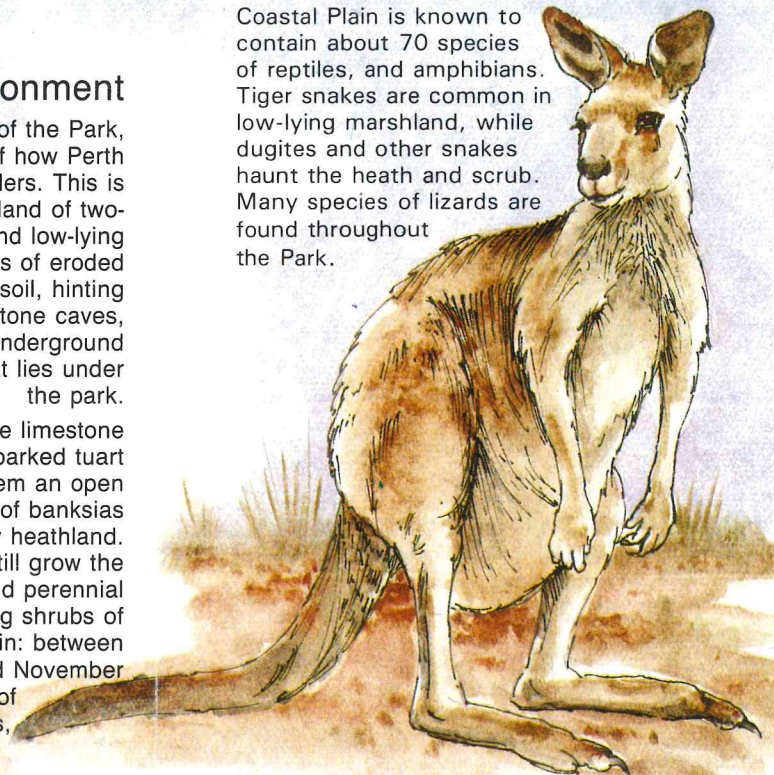 onment
of the Park,
f how Perth
lers. This is
land of two-
nd low-lying
s of eroded
soil, hinting
tone caves,
nderground
t lies under
the park.
e limestone
barked tuart
em an open
of banksias
y heathland.
till grow the
d perennial
g shrubs of
in: between
d November
of
s,
Coastal Plain is known to
contain about 70 species
of reptiles, and amphibians.
Tiger snakes are common in
low-lying marshland, while
dugites and other snakes
haunt the heath and scrub.
Many species of lizards are
found throughout
the Park.